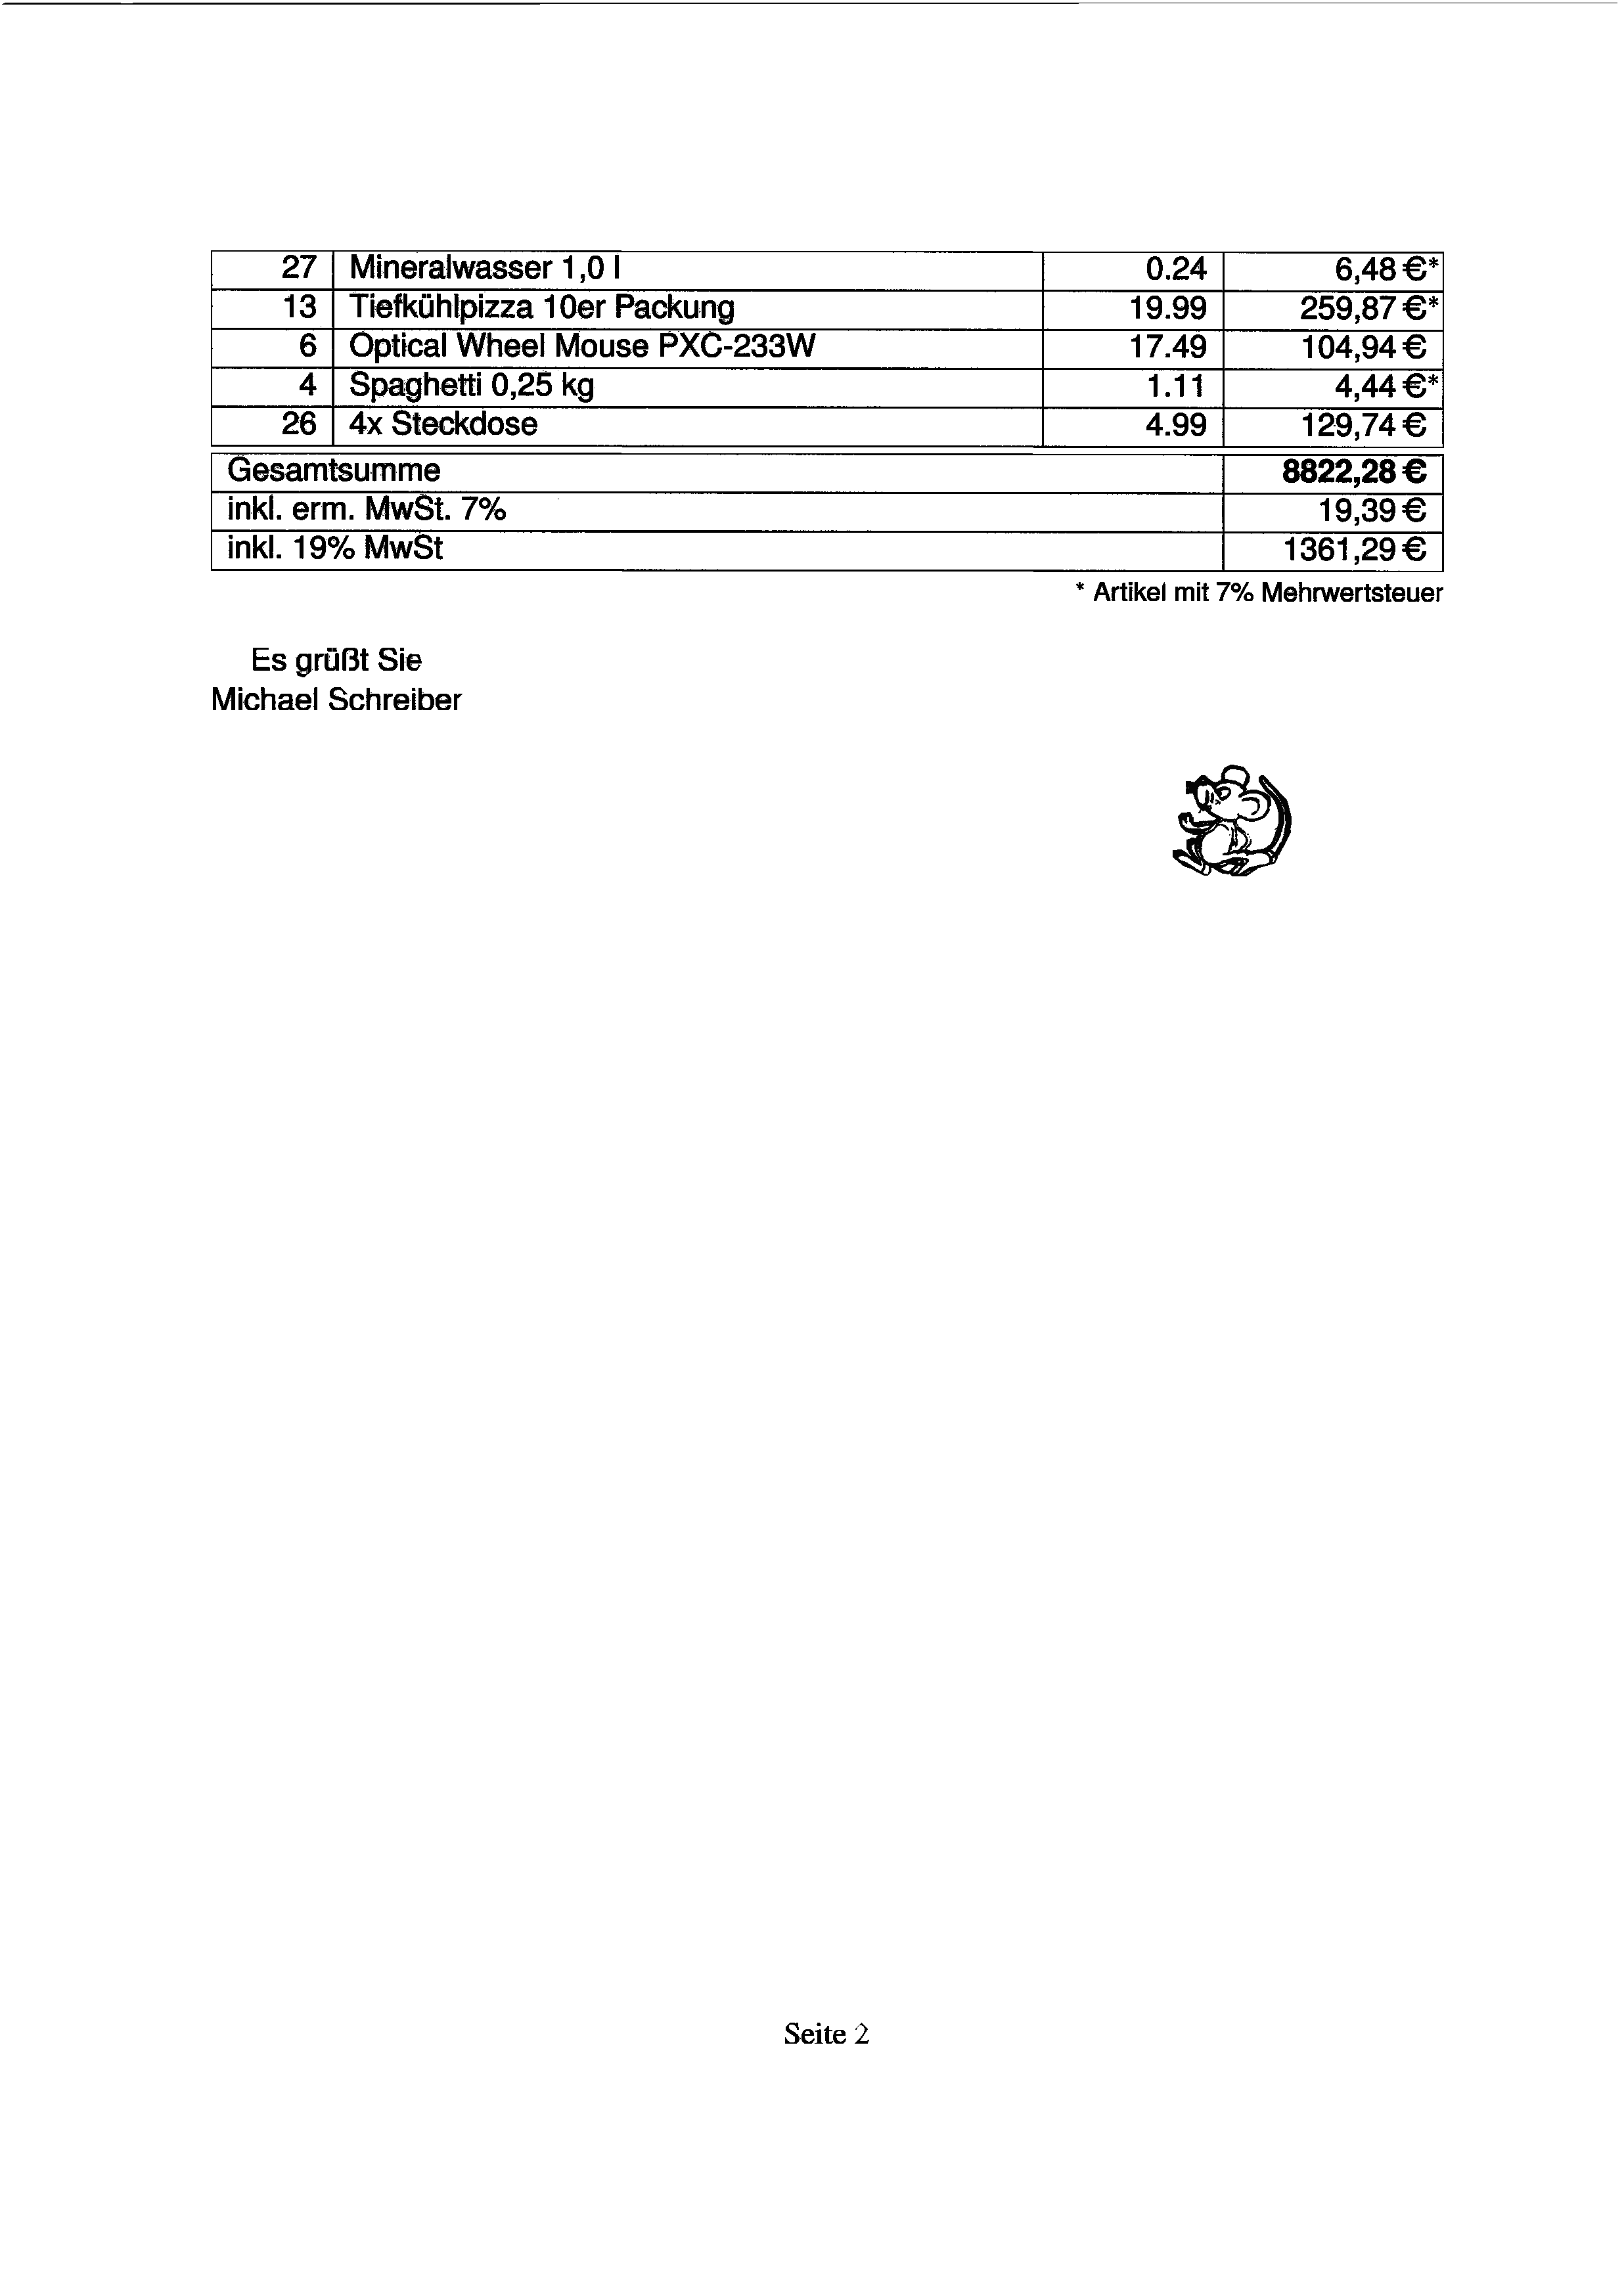 27 Mineralwasser 1,0 l 0.24 6,48 €*
13 Tiefkühlpizza 10er Packung 19.99 259,87 €*
6 Optical Wheel Mouse PXC-233W 17.49 104,94 €
4 Spaghetti 0,25 kg 1.11 4,44 €*
26 4x Steckdose 4.99 129,74 €
Gesamtsumme 8822,28 €
inkl. erm. MwSt. 7% 19,39 €
inkl. 19% MwSt 1361,29 €
* Artikel mit 7% Mehrwertsteuer
Es grüßt Sie
Michael Schreiber
Seite 2